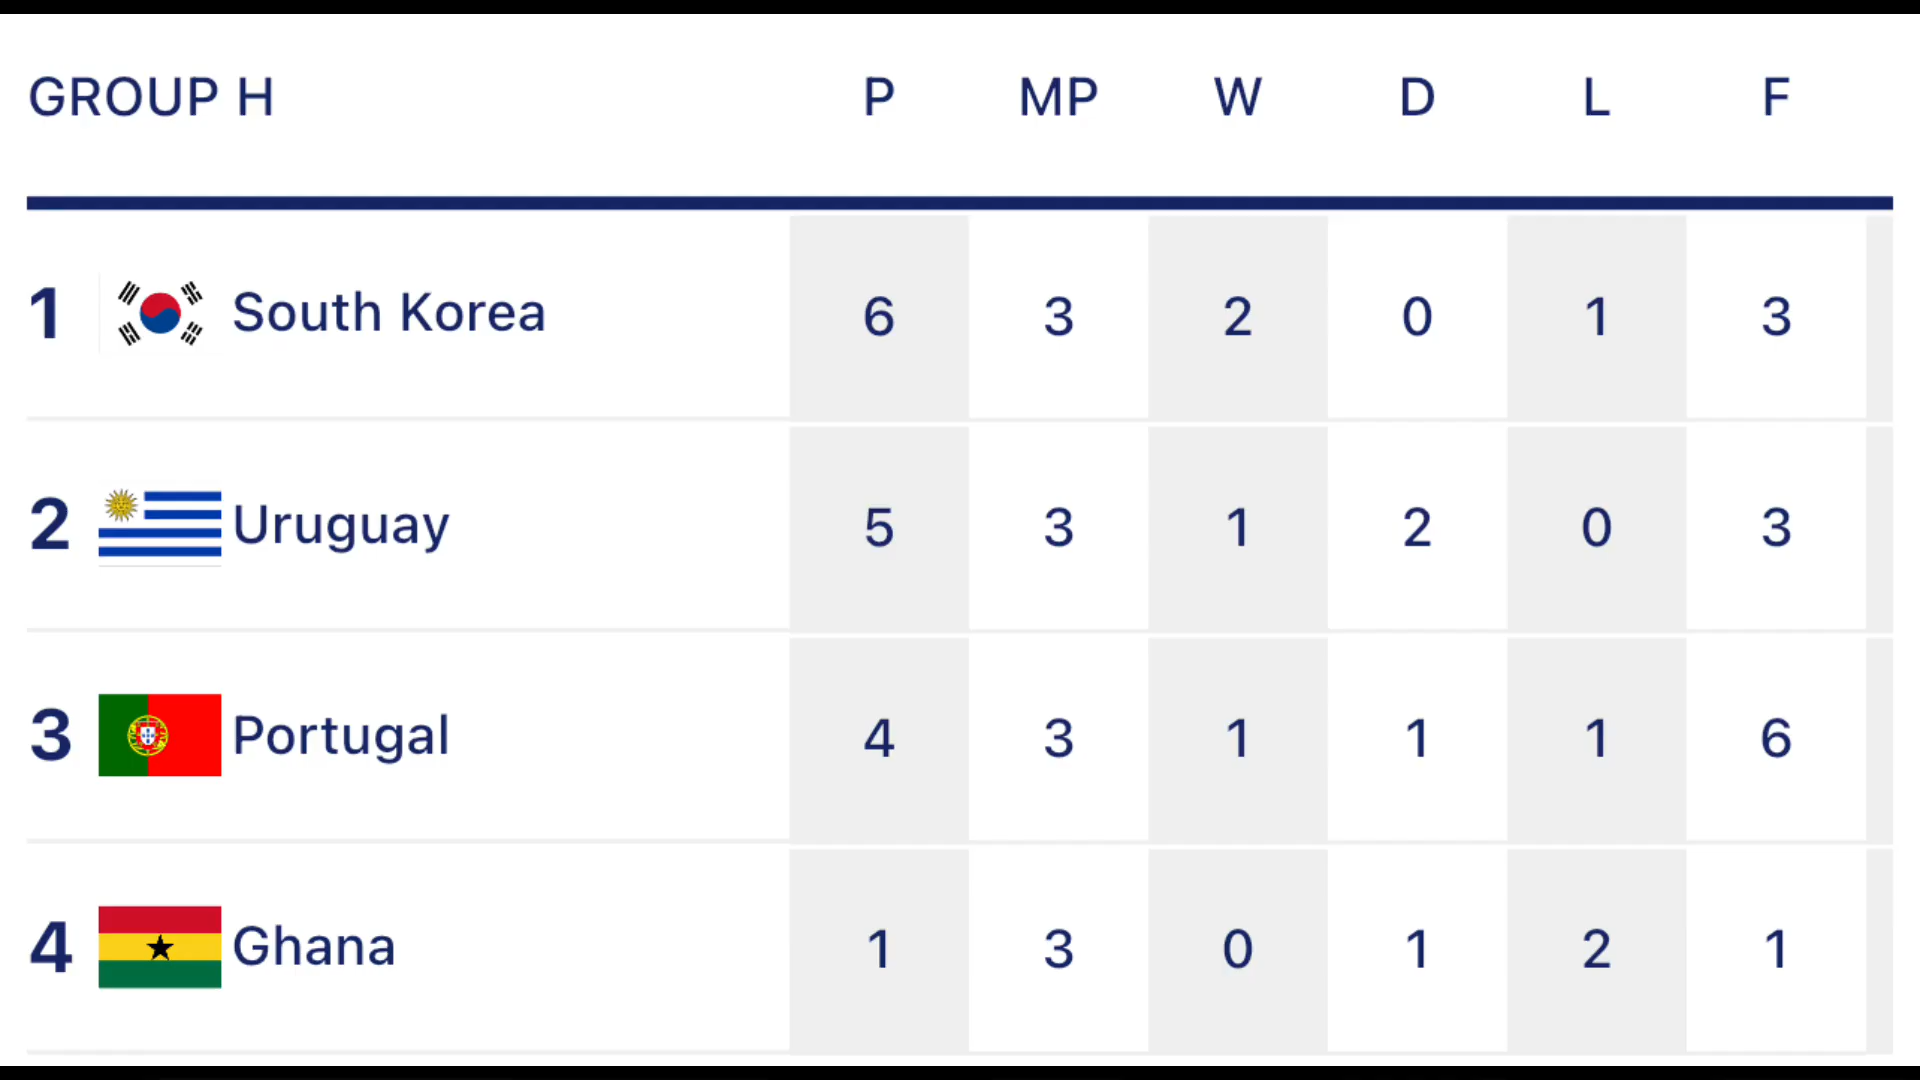 GROUP H P MP W D L F
1 South Korea 6 3 2 0 1 3
2 Uruguay 5 3 1 2 0 3
3 Portugal 4 3 1 1 1 6
4 Ghana 1 3 0 1 2 1